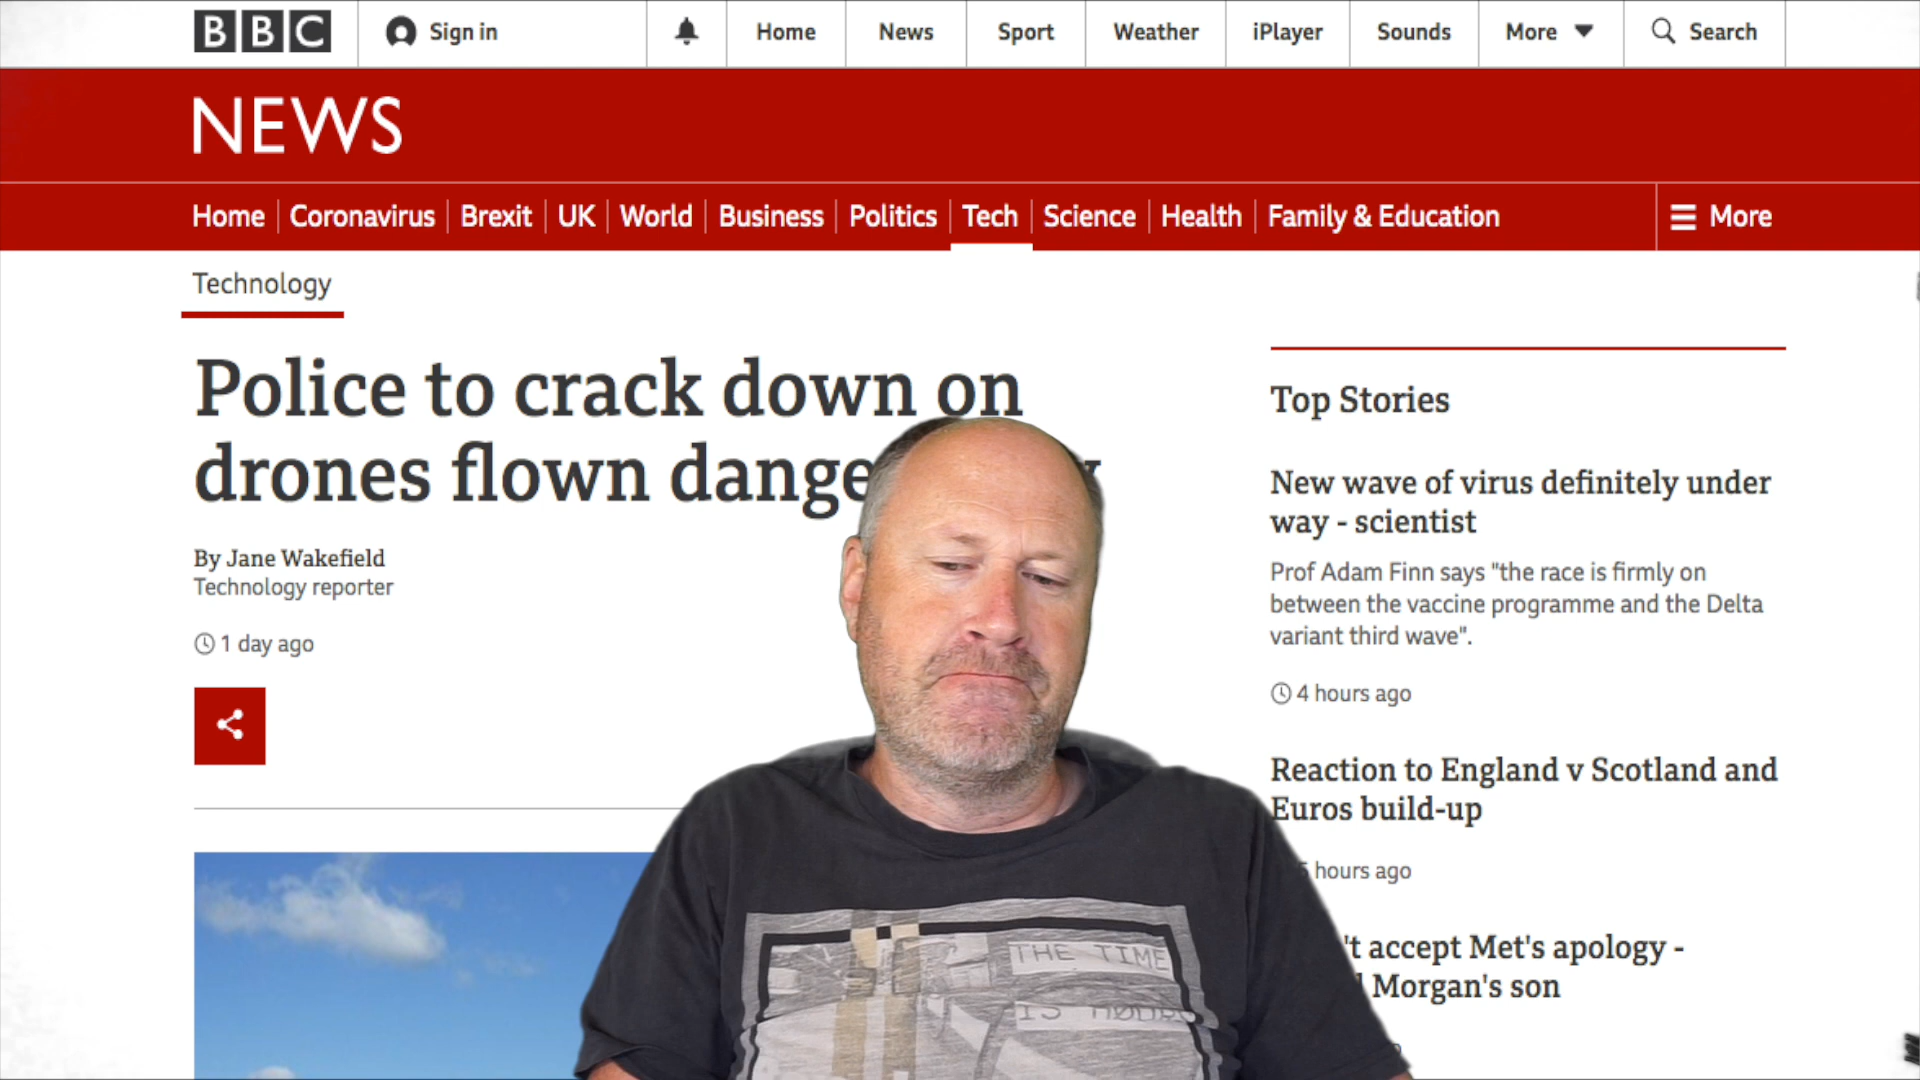 BBC
Sign in
Home
News
Sport
Weather
iPlayer
Sounds
More
Search
NEWS
Home
Coronavirus
Brexit
UK
World
Business
Politics
Tech
Science
Health
Family & Education
More
Technology
Police to crack down on
drones flown
By Jane Wakefield
Technology reporter
1 day ago
Top Stories
New wave of virus definitely under
way - scientist
Prof Adam Finn says "the race is firmly on
between the vaccine programme and the Delta
variant third wave".
4 hours ago
Reaction to England v Scotland and
Euros build-up
5 hours ago
accept Met's apology -
Morgan's son
THE TIME
IS